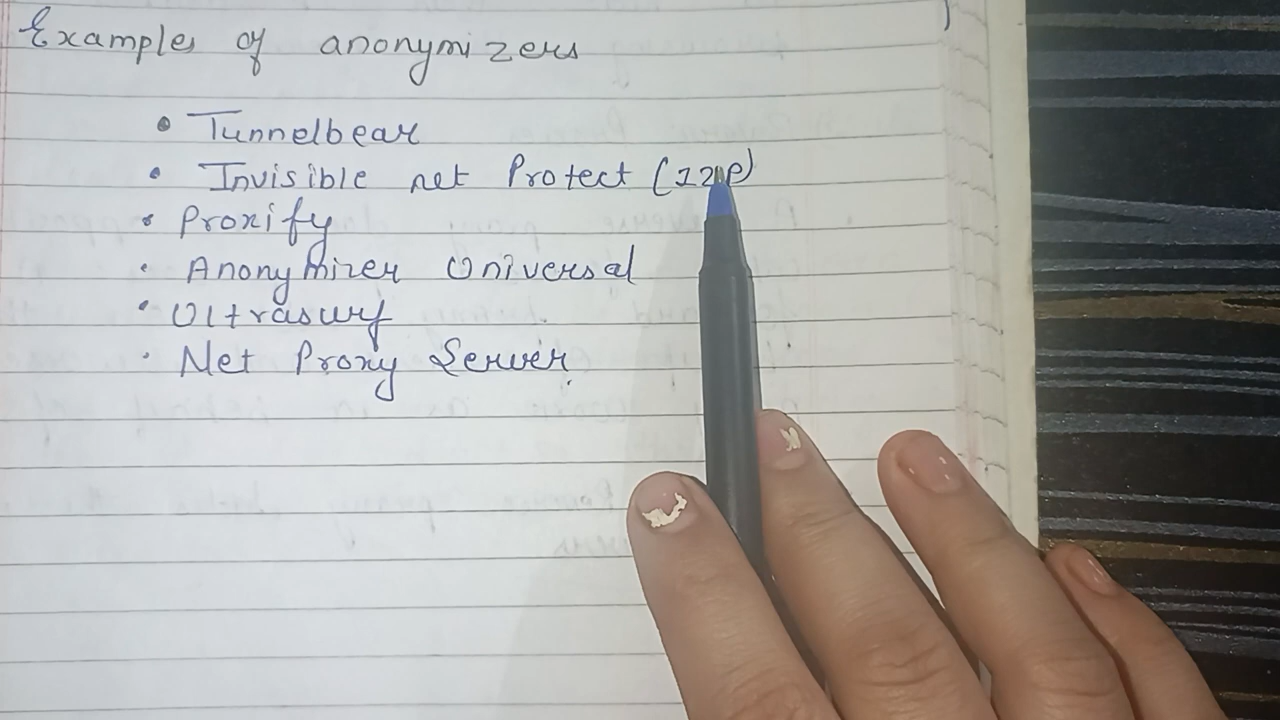 Examples of anonymizers
• Tunnelbear
• Invisible net Protect (I2P)
• Proxify
• Anonymizer Universal
• Ultrasurf
• Net Proxy Server